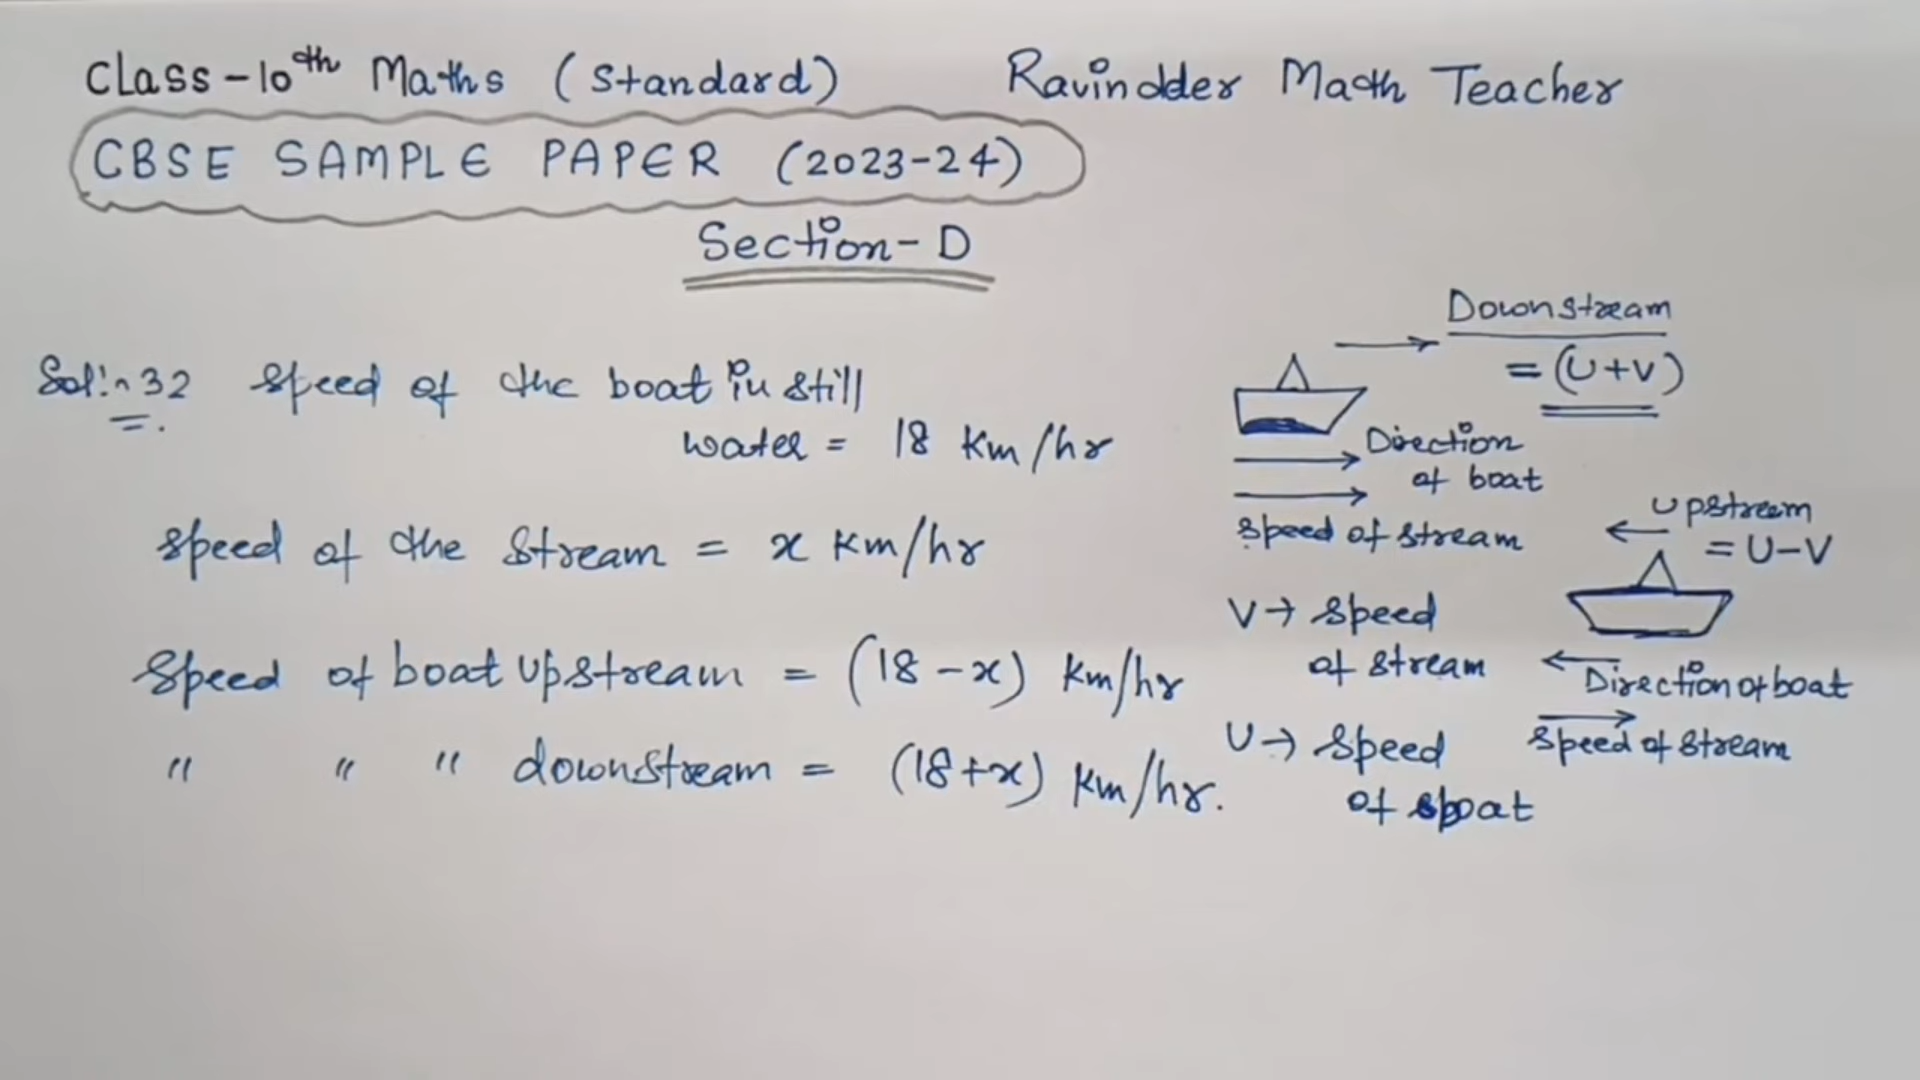 Class-10th Maths (Standard) Ravindder Math Teacher
CBSE SAMPLE PAPER (2023-24)
Section-D
Sol:n 32 Speed of the boat in still
water = 18 km/hr
Speed of the Stream = x km/hr
Speed of boat upstream = (18-x) km/hr
" " " downstream = (18+x) km/hr.
Downstream
= (U+V)
Direction
of boat
Speed of stream
upstream
= U-V
V→ Speed
of stream
Direction of boat
Speed of stream
U→ Speed
of boat